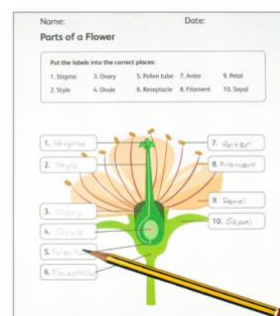 Name: Date:
Parts of a Flower
Put the labels into the correct places:
1. Stigma 3. Ovary 5. Pollen tube 7. Anter 9. Petal
2. Style 4. Ovule 6. Receptacle 8. Filament 10. Sepal
1. Stigma
2. Style
3. Ovary
4. Ovule
5.
6. Receptacle
7. Anter
8. Filament
9. Petal
10. Sepal